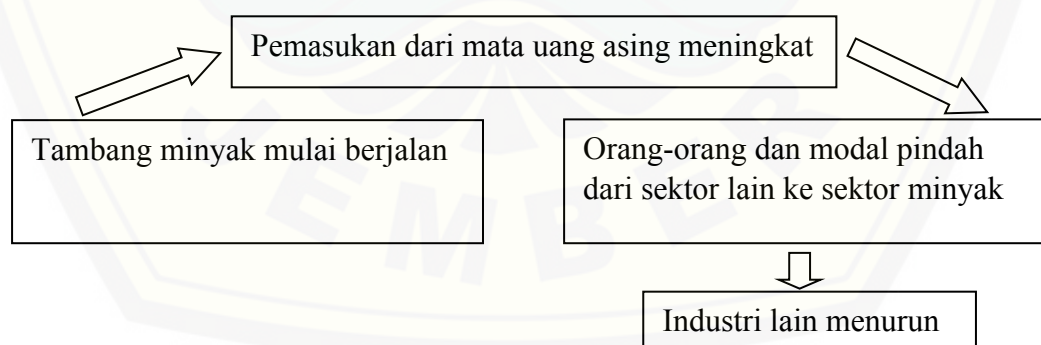 Pemasukan dari mata uang asing meningkat
Tambang minyak mulai berjalan
Orang-orang dan modal pindah
dari sektor lain ke sektor minyak
Industri lain menurun
JEMBER